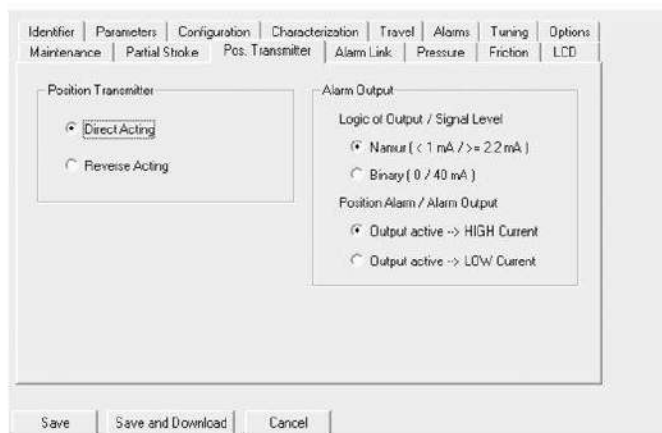 Identifier Parameters Configuration Characterization Travel Alarms Tuning Options
Maintenance Partial Stroke Pos. Transmitter Alarm Link Pressure Friction LCD
Position Transmitter
Direct Acting
Reverse Acting
Alarm Output
Logic of Output / Signal Level
Namur ( < 1 mA / >= 2.2 mA )
Binary ( 0 / 40 mA )
Position Alarm / Alarm Output
Output active --> HIGH Current
Output active --> LOW Current
Save Save and Download Cancel